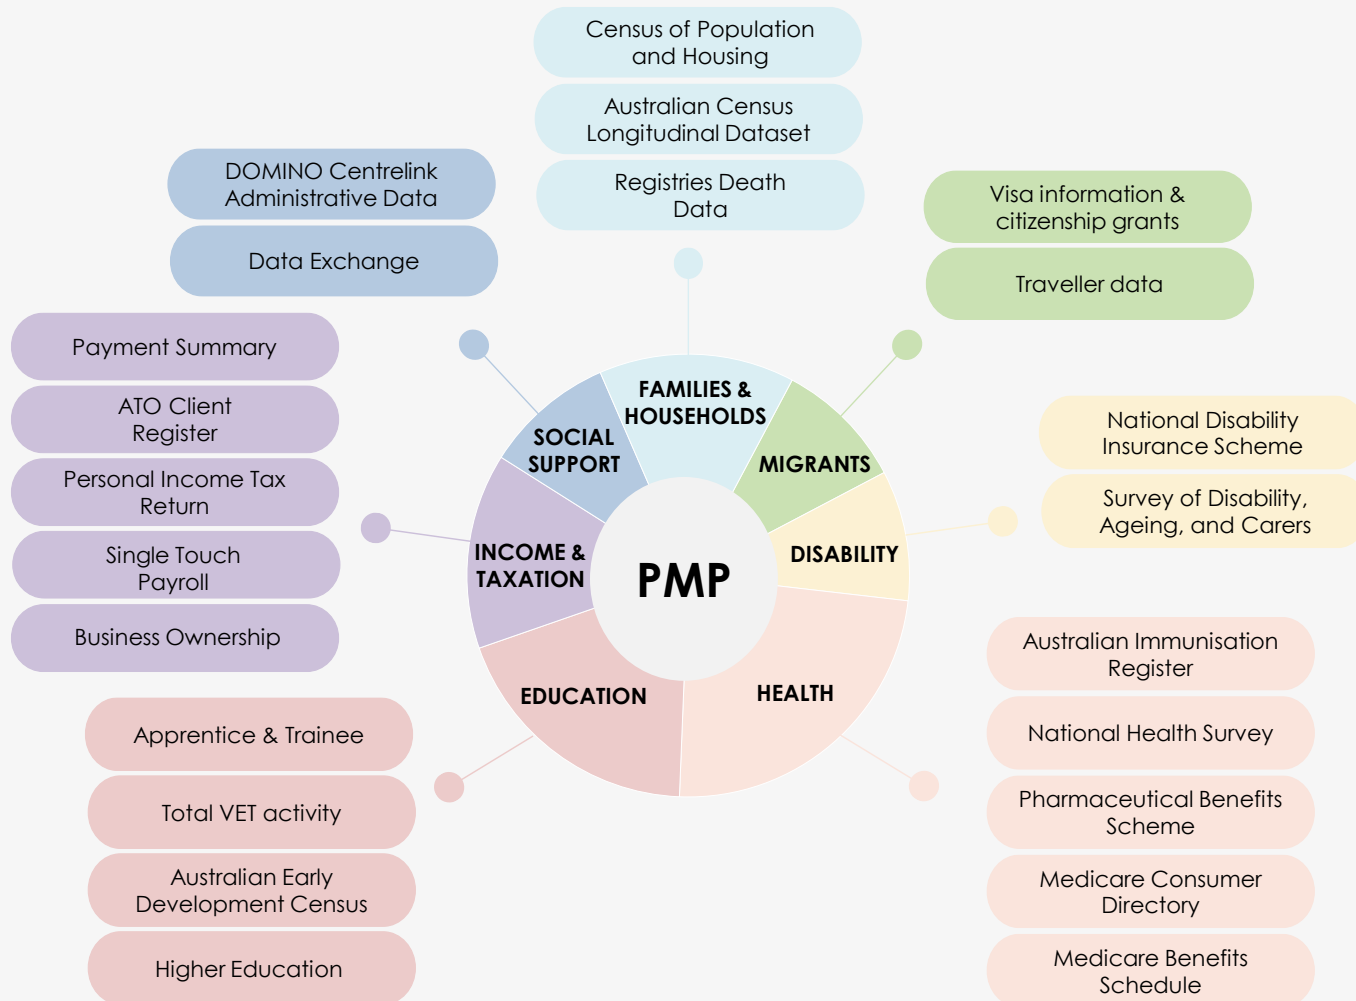 Census of Population
and Housing
Australian Census
Longitudinal Dataset
Registries Death
Data
DOMINO Centrelink
Administrative Data
Data Exchange
Visa information &
citizenship grants
Traveller data
Payment Summary
ATO Client
Register
Personal Income Tax
Return
Single Touch
Payroll
Business Ownership
National Disability
Insurance Scheme
Survey of Disability,
Ageing, and Carers
FAMILIES &
HOUSEHOLDS
SOCIAL
SUPPORT
MIGRANTS
INCOME &
TAXATION
DISABILITY
PMP
EDUCATION
HEALTH
Apprentice & Trainee
Total VET activity
Australian Early
Development Census
Higher Education
Australian Immunisation
Register
National Health Survey
Pharmaceutical Benefits
Scheme
Medicare Consumer
Directory
Medicare Benefits
Schedule